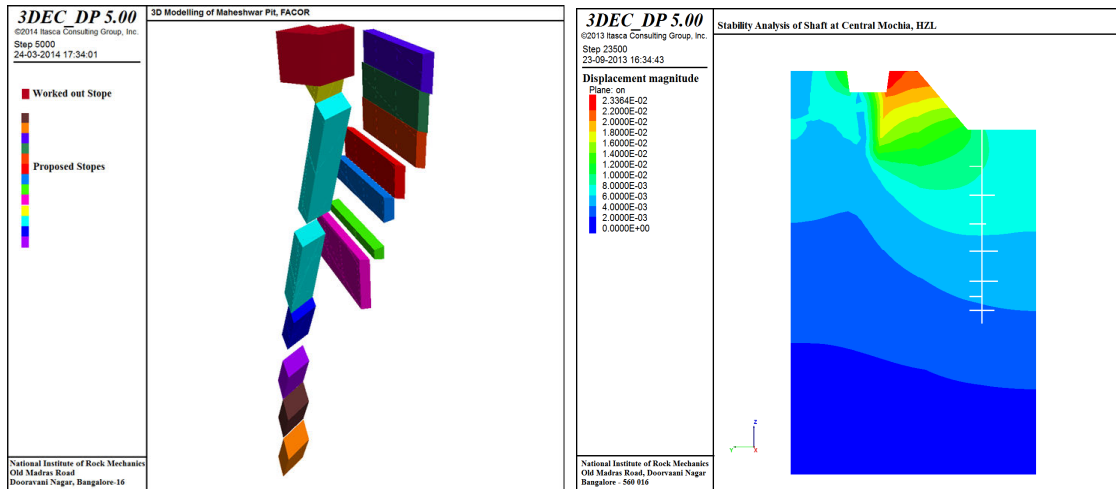 3DEC_DP 5.00
©2014 Itasca Consulting Group, Inc.
Step 5000
24-03-2014 17:34:01
Worked out Stope
Proposed Stopes
National Institute of Rock Mechanics
Old Madras Road
Dooravani Nagar, Bangalore-16
3D Modelling of Maheshwar Pit, FACOR
3DEC_DP 5.00
©2013 Itasca Consulting Group, Inc.
Step 23500
23-09-2013 16:34:43
Displacement magnitude
Plane: on
2.3364E-02
2.2000E-02
2.0000E-02
1.8000E-02
1.6000E-02
1.4000E-02
1.2000E-02
1.0000E-02
8.0000E-03
6.0000E-03
4.0000E-03
2.0000E-03
0.0000E+00
National Institute of Rock Mechanics
Old Madras Road, Doorvaani Nagar
Bangalore - 560 016
Stability Analysis of Shaft at Central Mochia, HZL
Z
Y
X